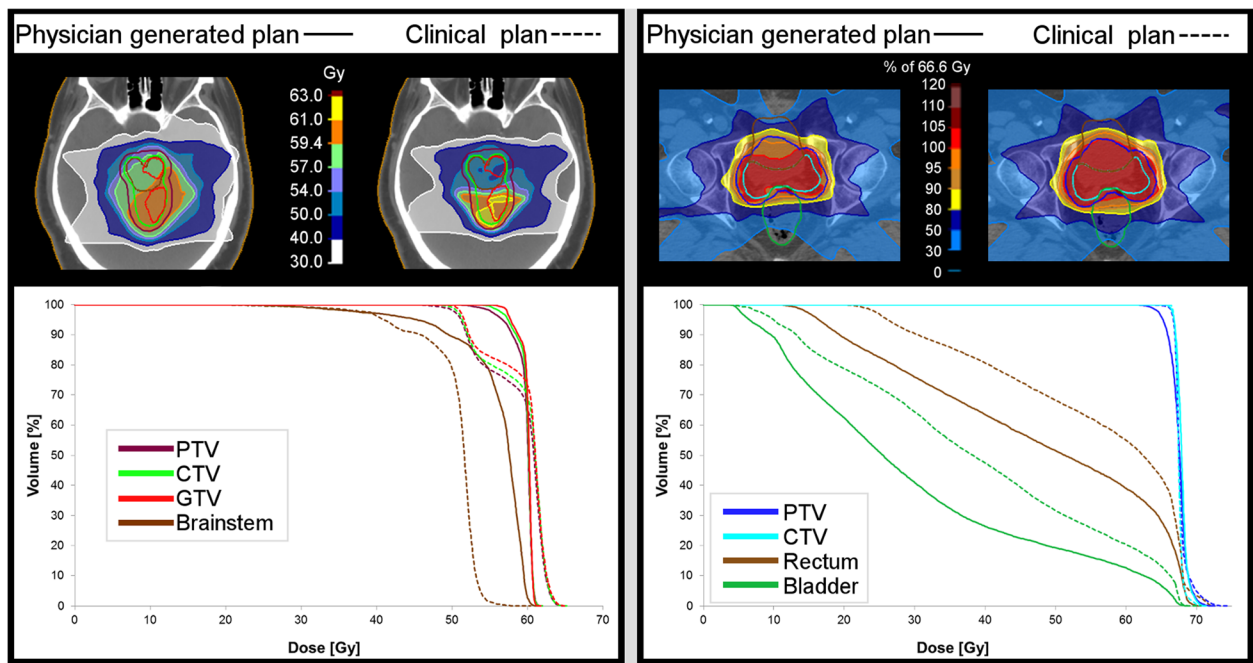 Physician generated plan Clinical plan
Gy
63.0
61.0
59.4
57.6
54.0
50.0
40.0
30.0
100
90
80
70
60
50
40
30
20
10
0
Volume [%]
PTV
CTV
GTV
Brainstem
0 10 20 30 40 50 60 70
Dose [Gy]
Physician generated plan Clinical plan
% of 66.6 Gy
120
110
105
100
95
90
80
50
30
0
100
90
80
70
60
50
40
30
20
10
0
Volume [%]
PTV
CTV
Rectum
Bladder
0 10 20 30 40 50 60 70
Dose [Gy]